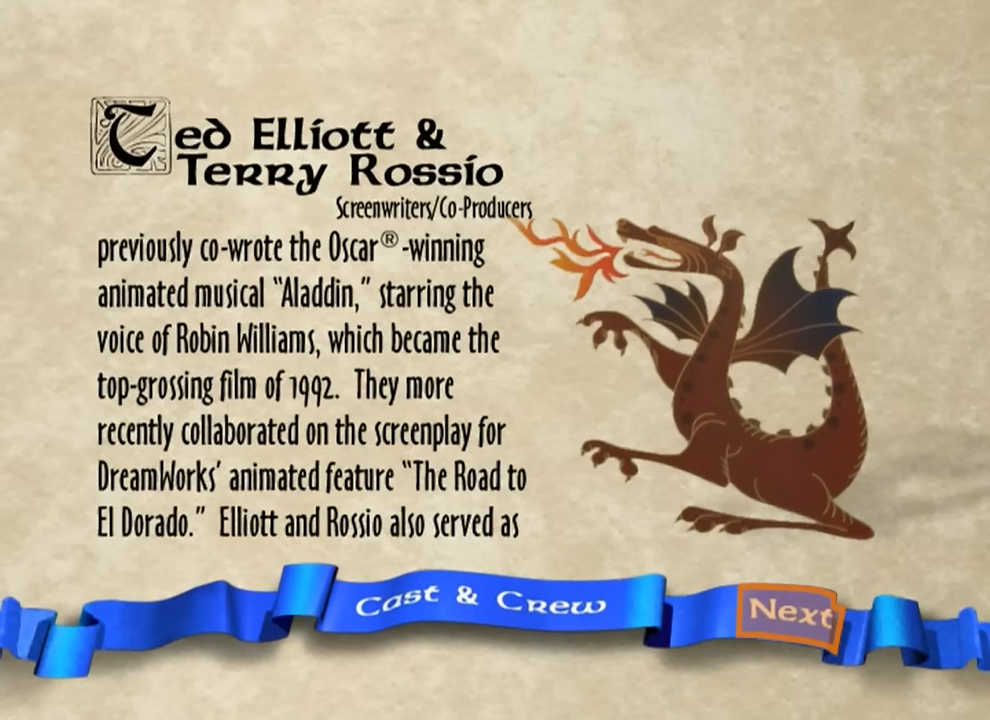 Ted Elliott &
Terry Rossio
Screenwriters/Co-Producers
previously co-wrote the Oscar®-winning
animated musical “Aladdin,” starring the
voice of Robin Williams, which became the
top-grossing film of 1992. They more
recently collaborated on the screenplay for
DreamWorks’ animated feature “The Road to
El Dorado.” Elliott and Rossio also served as
Cast & Crew
Next